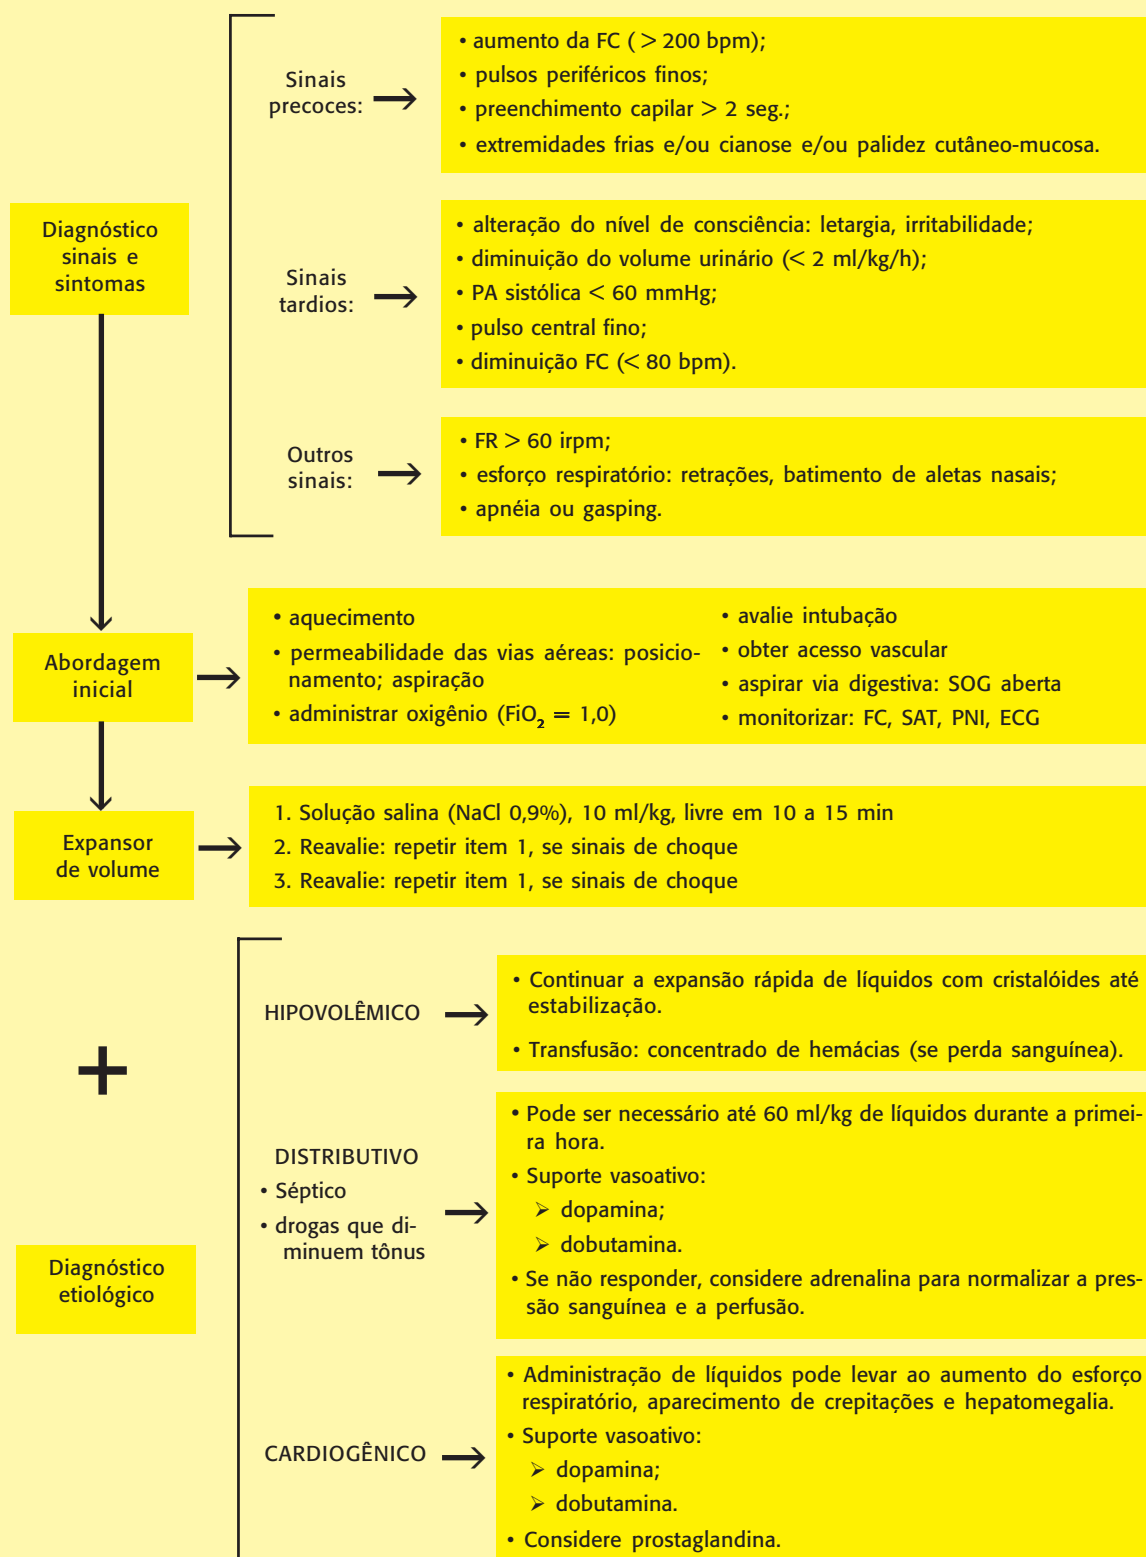 Diagnóstico
sinais e
sintomas
Sinais
precoces:
• aumento da FC ( > 200 bpm);
• pulsos periféricos finos;
• preenchimento capilar > 2 seg.;
• extremidades frias e/ou cianose e/ou palidez cutâneo-mucosa.
Sinais
tardios:
• alteração do nível de consciência: letargia, irritabilidade;
• diminuição do volume urinário (< 2 ml/kg/h);
• PA sistólica < 60 mmHg;
• pulso central fino;
• diminuição FC (< 80 bpm).
Outros
sinais:
• FR > 60 irpm;
• esforço respiratório: retrações, batimento de aletas nasais;
• apnéia ou gasping.
Abordagem
inicial
• aquecimento
• permeabilidade das vias aéreas: posicio-
namento; aspiração
• administrar oxigênio (FiO₂ = 1,0)
• avalie intubação
• obter acesso vascular
• aspirar via digestiva: SOG aberta
• monitorizar: FC, SAT, PNI, ECG
Expansor
de volume
1. Solução salina (NaCl 0,9%), 10 ml/kg, livre em 10 a 15 min
2. Reavalie: repetir item 1, se sinais de choque
3. Reavalie: repetir item 1, se sinais de choque
+
Diagnóstico
etiológico
HIPOVOLÊMICO
• Continuar a expansão rápida de líquidos com cristalóides até
estabilização.
• Transfusão: concentrado de hemácias (se perda sanguínea).
DISTRIBUTIVO
• Séptico
• drogas que di-
minuem tônus
• Pode ser necessário até 60 ml/kg de líquidos durante a primei-
ra hora.
• Suporte vasoativo:
➢ dopamina;
➢ dobutamina.
• Se não responder, considere adrenalina para normalizar a pres-
são sanguínea e a perfusão.
CARDIOGÊNICO
• Administração de líquidos pode levar ao aumento do esforço
respiratório, aparecimento de crepitações e hepatomegalia.
• Suporte vasoativo:
➢ dopamina;
➢ dobutamina.
• Considere prostaglandina.